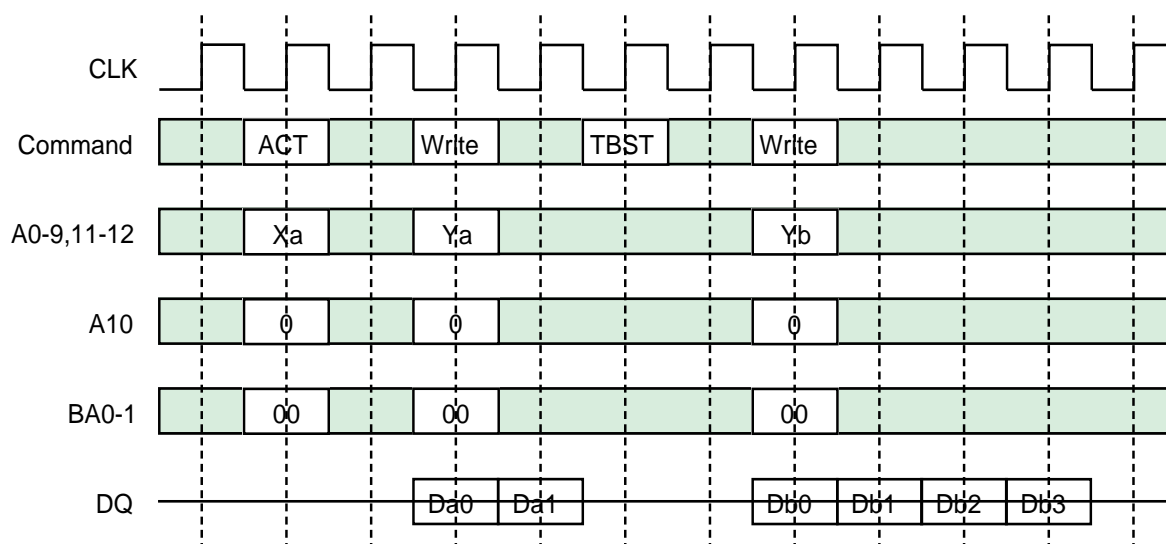 CLK
Command ACT Write TBST Write
A0-9,11-12 Xa Ya Yb
A10 0 0 0
BA0-1 00 00 00
DQ Da0 Da1 Db0 Db1 Db2 Db3